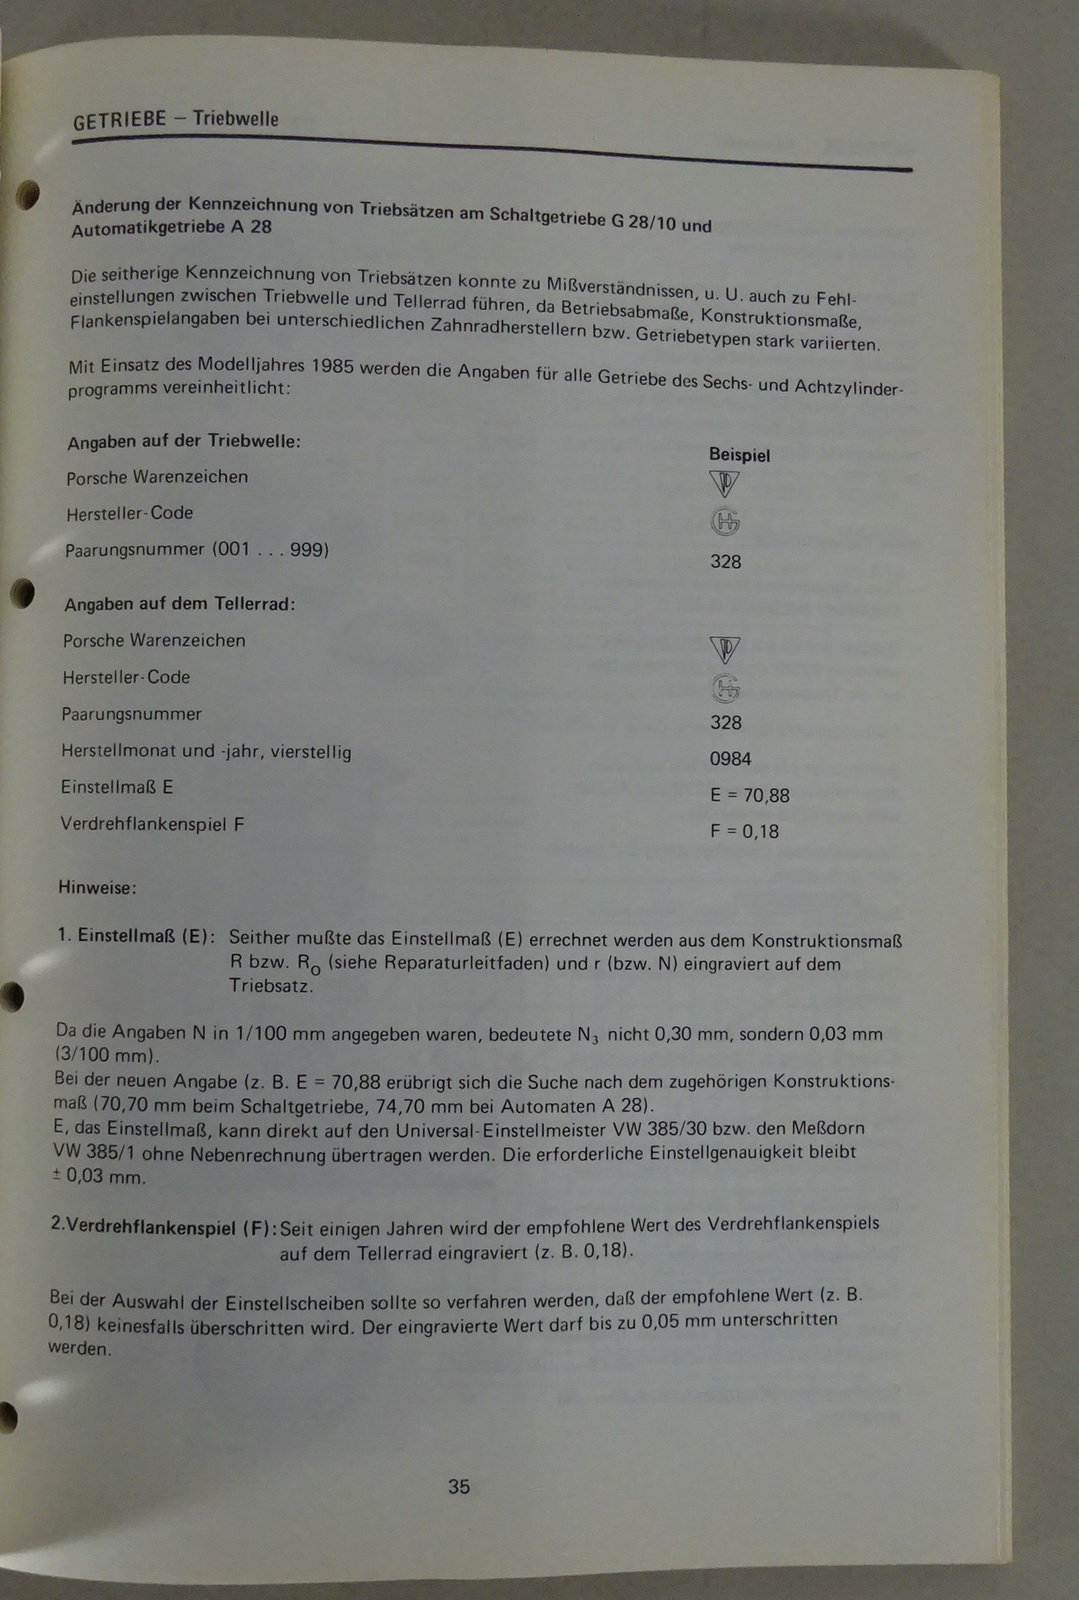 GETRIEBE – Triebwelle
Änderung der Kennzeichnung von Triebsätzen am Schaltgetriebe G 28/10 und
Automatikgetriebe A 28
Die seitherige Kennzeichnung von Triebsätzen konnte zu Mißverständnissen, u. U. auch zu Fehl-
einstellungen zwischen Triebwelle und Tellerrad führen, da Betriebsabmaße, Konstruktionsmaße,
Flankenspielangaben bei unterschiedlichen Zahnradherstellern bzw. Getriebetypen stark variierten.
Mit Einsatz des Modelljahres 1985 werden die Angaben für alle Getriebe des Sechs- und Achtzylinder-
programms vereinheitlicht:
Angaben auf der Triebwelle: Beispiel
Porsche Warenzeichen
Hersteller-Code
Paarungsnummer (001 . . . 999) 328
Angaben auf dem Tellerrad:
Porsche Warenzeichen
Hersteller-Code
Paarungsnummer 328
Herstellmonat und -jahr, vierstellig 0984
Einstellmaß E E = 70,88
Verdrehflankenspiel F F = 0,18
Hinweise:
1. Einstellmaß (E): Seither mußte das Einstellmaß (E) errechnet werden aus dem Konstruktionsmaß
R bzw. R₀ (siehe Reparaturleitfaden) und r (bzw. N) eingraviert auf dem
Triebsatz.
Da die Angaben N in 1/100 mm angegeben waren, bedeutete N₃ nicht 0,30 mm, sondern 0,03 mm
(3/100 mm).
Bei der neuen Angabe (z. B. E = 70,88 erübrigt sich die Suche nach dem zugehörigen Konstruktions-
maß (70,70 mm beim Schaltgetriebe, 74,70 mm bei Automaten A 28).
E, das Einstellmaß, kann direkt auf den Universal-Einstellmeister VW 385/30 bzw. den Meßdorn
VW 385/1 ohne Nebenrechnung übertragen werden. Die erforderliche Einstellgenauigkeit bleibt
± 0,03 mm.
2.Verdrehflankenspiel (F): Seit einigen Jahren wird der empfohlene Wert des Verdrehflankenspiels
auf dem Tellerrad eingraviert (z. B. 0,18).
Bei der Auswahl der Einstellscheiben sollte so verfahren werden, daß der empfohlene Wert (z. B.
0,18) keinesfalls überschritten wird. Der eingravierte Wert darf bis zu 0,05 mm unterschritten
werden.
35